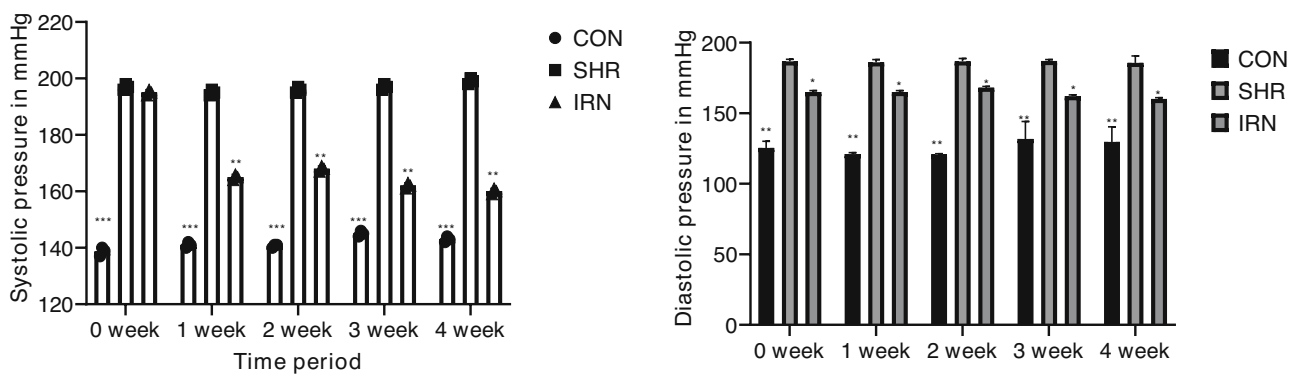 Systolic pressure in mmHg
220
200
180
160
140
120
***
***
**
***
**
***
**
***
**
0 week 1 week 2 week 3 week 4 week
Time period
CON
SHR
IRN
Diastolic pressure in mmHg
200
150
100
50
0
**
*
**
*
**
*
**
*
**
*
0 week 1 week 2 week 3 week 4 week
CON
SHR
IRN